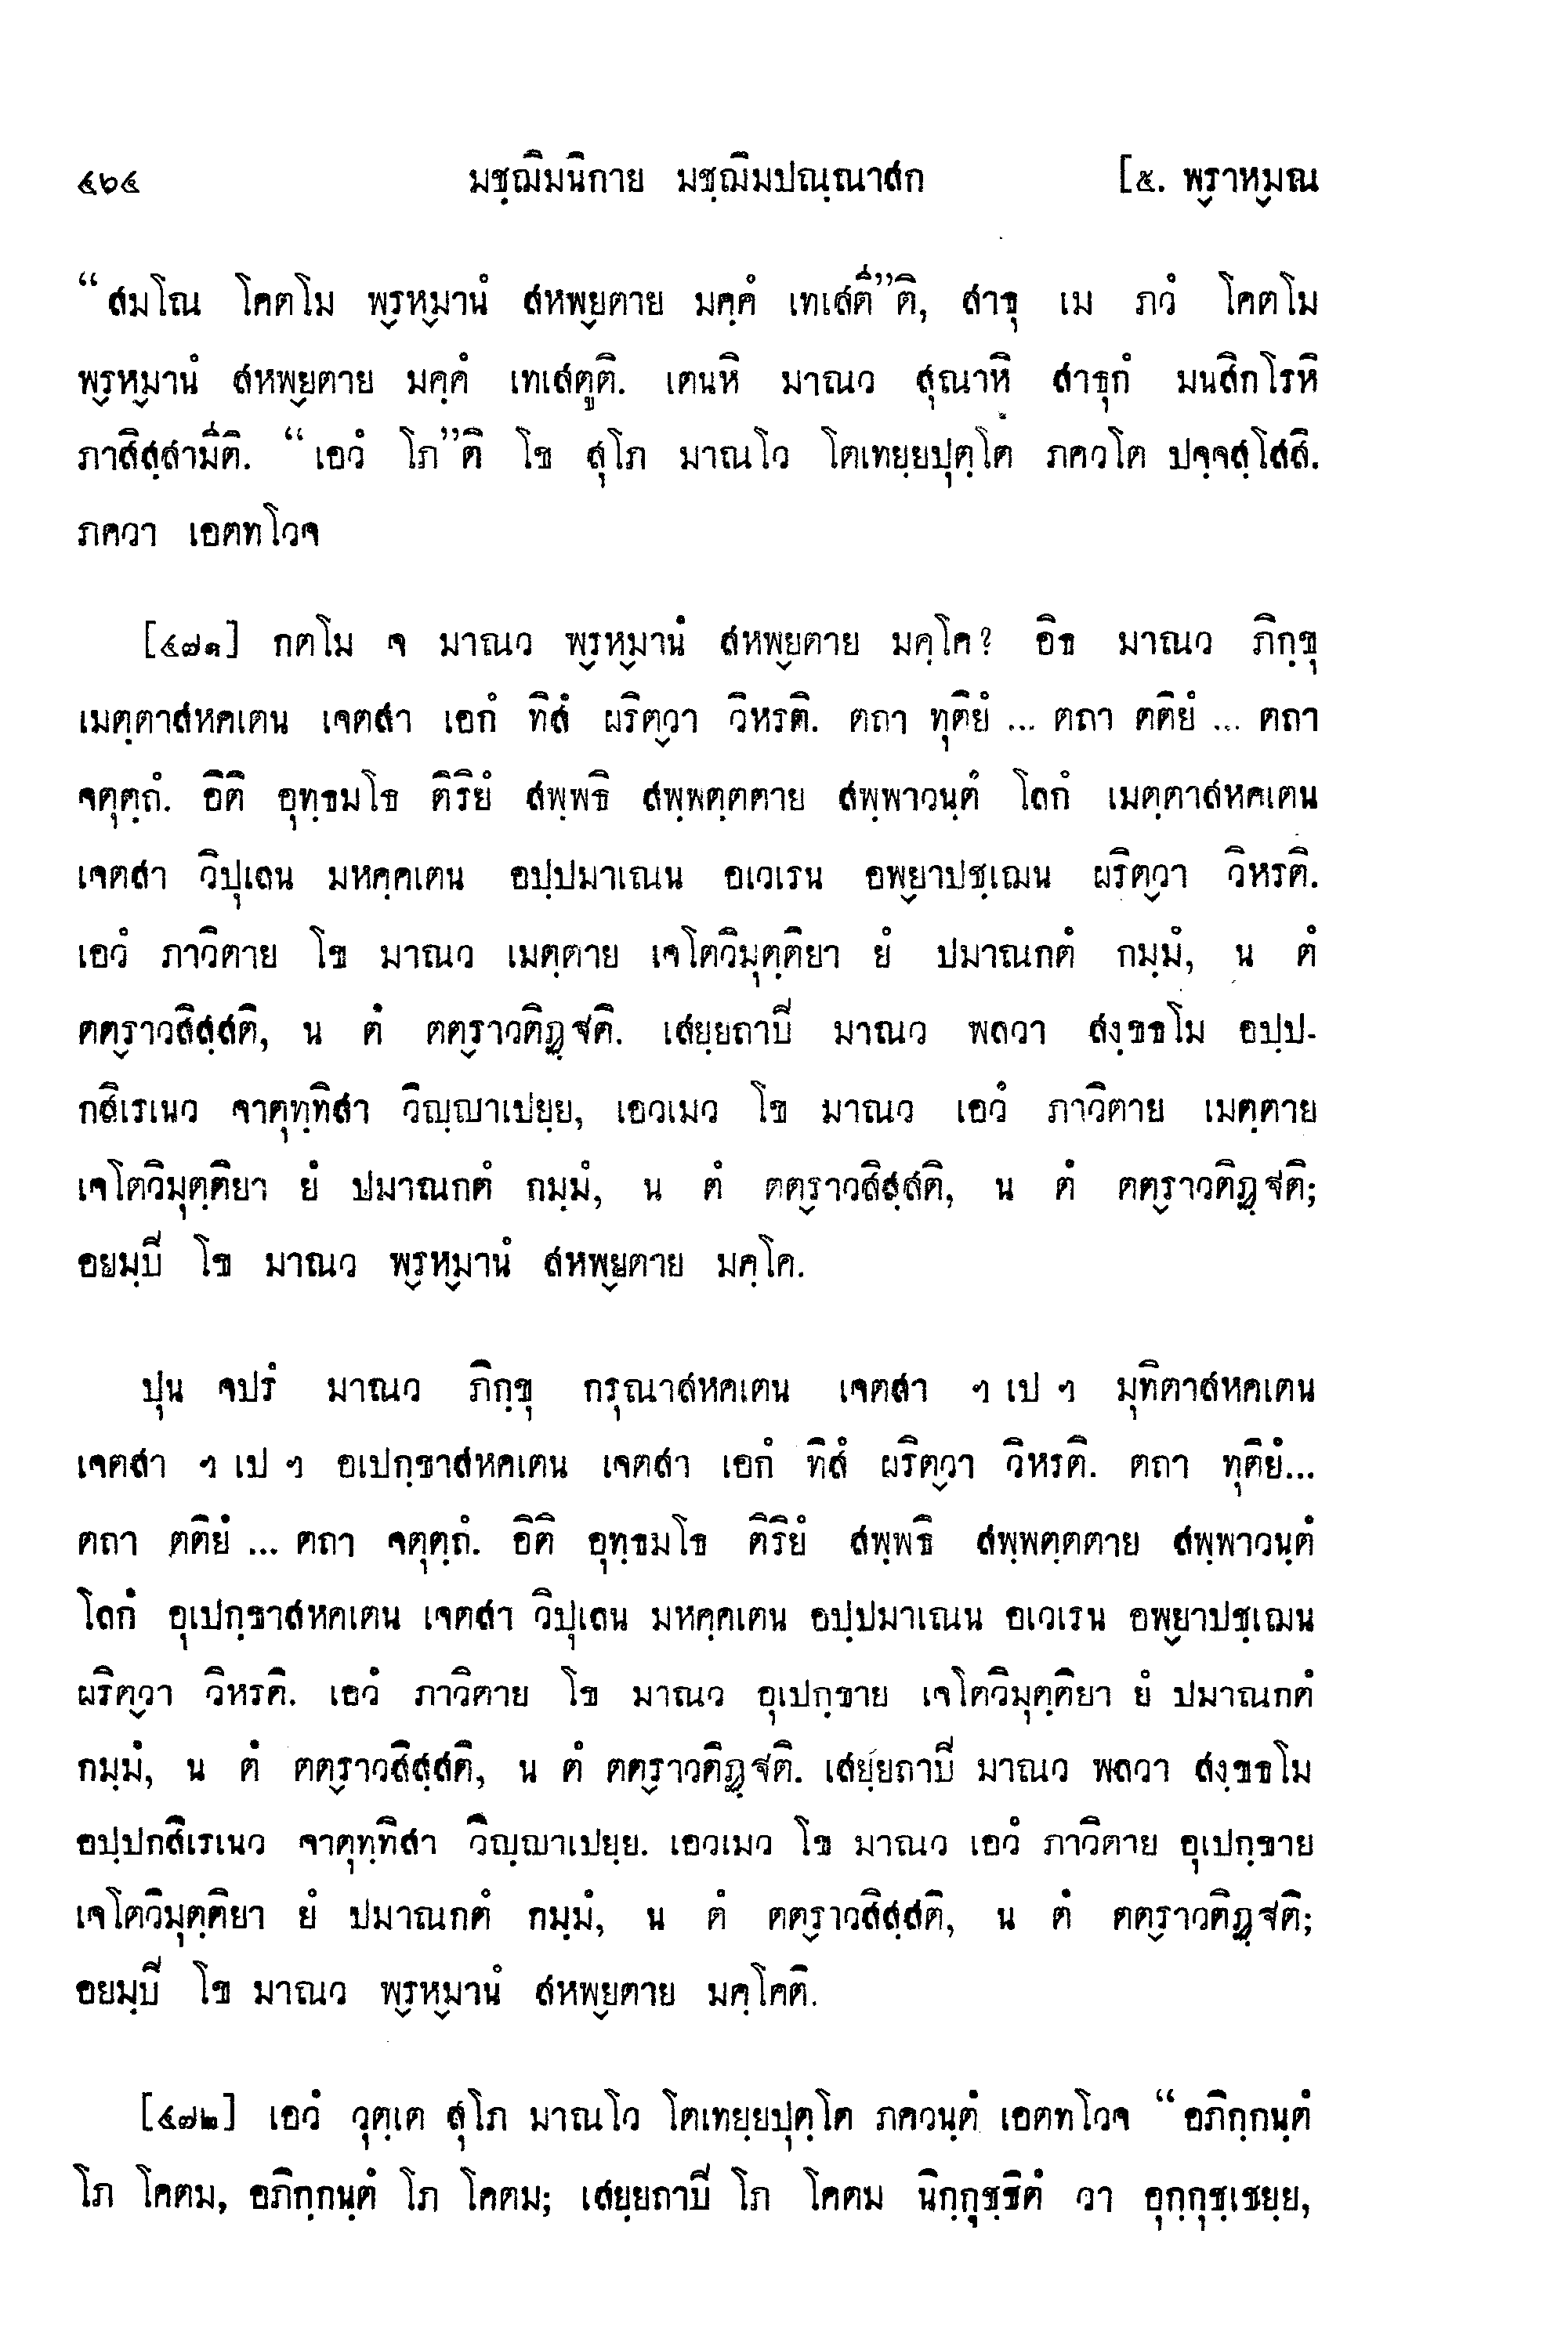 ๔๖๔ มชฺฌิมนิกาย มชฺฌิมปณฺณาสก [๕. พฺราหฺมณ
“สมโณ โคตโม พฺรหฺมานํ สหพฺยตาย มคฺคํ เทเสตี”ติ, สาธุ เม ภวํ โคตโม
พฺรหฺมานํ สหพฺยตาย มคฺคํ เทเสตูติ. เตนหิ มาณว สุณาหิ สาธุกํ มนสิกโรหิ
ภาสิสฺสามีติ. “เอวํ โภ”ติ โข สุโภ มาณโว โตเทยฺยปุตฺโต ภควโต ปจฺจสฺโสสิ.
ภควา เอตทโวจ
[๔๗๑] กตโม จ มาณว พฺรหฺมานํ สหพฺยตาย มคฺโค? อิธ มาณว ภิกฺขุ
เมตฺตาสหคเตน เจตสา เอกํ ทิสํ ผริตฺวา วิหรติ. ตถา ทุติยํ ... ตถา ตติยํ ... ตถา
จตุตฺถํ. อิติ อุทฺธมโธ ติริยํ สพฺพธิ สพฺพตฺตตาย สพฺพาวนฺตํ โลกํ เมตฺตาสหคเตน
เจตสา วิปุเลน มหคฺคเตน อปฺปมาเณน อเวเรน อพฺยาปชฺเฌน ผริตฺวา วิหรติ.
เอวํ ภาวิตาย โข มาณว เมตฺตาย เจโตวิมุตฺติยา ยํ ปมาณกตํ กมฺมํ, น ตํ
ตตฺราวสิสฺสติ, น ตํ ตตฺราวติฏฺฐติ. เสยฺยถาปี มาณว พลวา สงฺขธโม อปฺป-
กสิเรเนว จาตุทฺทิสา วิญฺญาเปยฺย, เอวเมว โข มาณว เอวํ ภาวิตาย เมตฺตาย
เจโตวิมุตฺติยา ยํ ปมาณกตํ กมฺมํ, น ตํ ตตฺราวสิสฺสติ, น ตํ ตตฺราวติฏฺฐติ;
อยมฺปี โข มาณว พฺรหฺมานํ สหพฺยตาย มคฺโค.
ปุน จปรํ มาณว ภิกฺขุ กรุณาสหคเตน เจตสา ฯ เป ฯ มุทิตาสหคเตน
เจตสา ฯ เป ฯ อเปกฺขาสหคเตน เจตสา เอกํ ทิสํ ผริตฺวา วิหรติ. ตถา ทุติยํ...
ตถา ตติยํ ... ตถา จตุตฺถํ. อิติ อุทฺธมโธ ติริยํ สพฺพธิ สพฺพตฺตตาย สพฺพาวนฺตํ
โลกํ อุเปกฺขาสหคเตน เจตสา วิปุเลน มหคฺคเตน อปฺปมาเณน อเวเรน อพฺยาปชฺเฌน
ผริตฺวา วิหรติ. เอวํ ภาวิตาย โข มาณว อุเปกฺขาย เจโตวิมุตฺติยา ยํ ปมาณกตํ
กมฺมํ, น ตํ ตตฺราวสิสฺสติ, น ตํ ตตฺราวติฏฺฐติ. เสยฺยถาปี มาณว พลวา สงฺขธโม
อปฺปกสิเรเนว จาตุทฺทิสา วิญฺญาเปยฺย. เอวเมว โข มาณว เอวํ ภาวิตาย อุเปกฺขาย
เจโตวิมุตฺติยา ยํ ปมาณกตํ กมฺมํ, น ตํ ตตฺราวสิสฺสติ, น ตํ ตตฺราวติฏฺฐติ;
อยมฺปี โข มาณว พฺรหฺมานํ สหพฺยตาย มคฺโคติ.
[๔๗๒] เอวํ วุตฺเต สุโภ มาณโว โตเทยฺยปุตฺโต ภควนฺตํ เอตทโวจ “อภิกฺกนฺตํ
โภ โคตม, อภิกฺกนฺตํ โภ โคตม; เสยฺยถาปี โภ โคตม นิกฺกุชฺชิตํ วา อุกฺกุชฺเชยฺย,